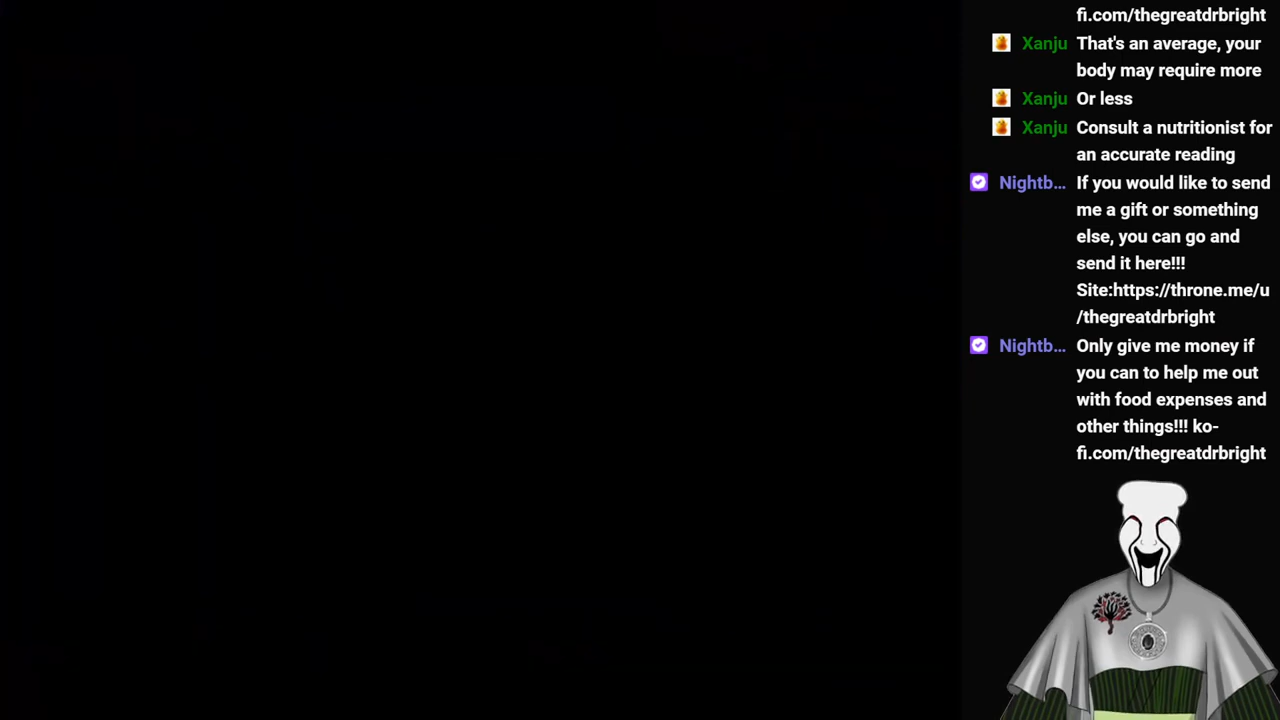 fi.com/thegreatdrbright
Xanju That's an average, your
body may require more
Xanju Or less
Xanju Consult a nutritionist for
an accurate reading
Nightb... If you would like to send
me a gift or something
else, you can go and
send it here!!!
Site:https://throne.me/u
/thegreatdrbright
Nightb... Only give me money if
you can to help me out
with food expenses and
other things!!! ko-
fi.com/thegreatdrbright